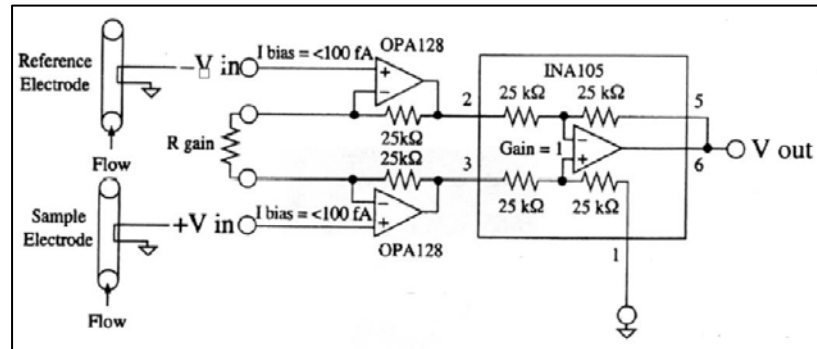 Reference
Electrode
Flow
Sample
Electrode
Flow
−V in
I bias = <100 fA
OPA128
R gain
25kΩ
25kΩ
+V in
I bias = <100 fA
OPA128
INA105
2
25 kΩ
25 kΩ
5
Gain = 1
6
V out
3
25 kΩ
25 kΩ
1